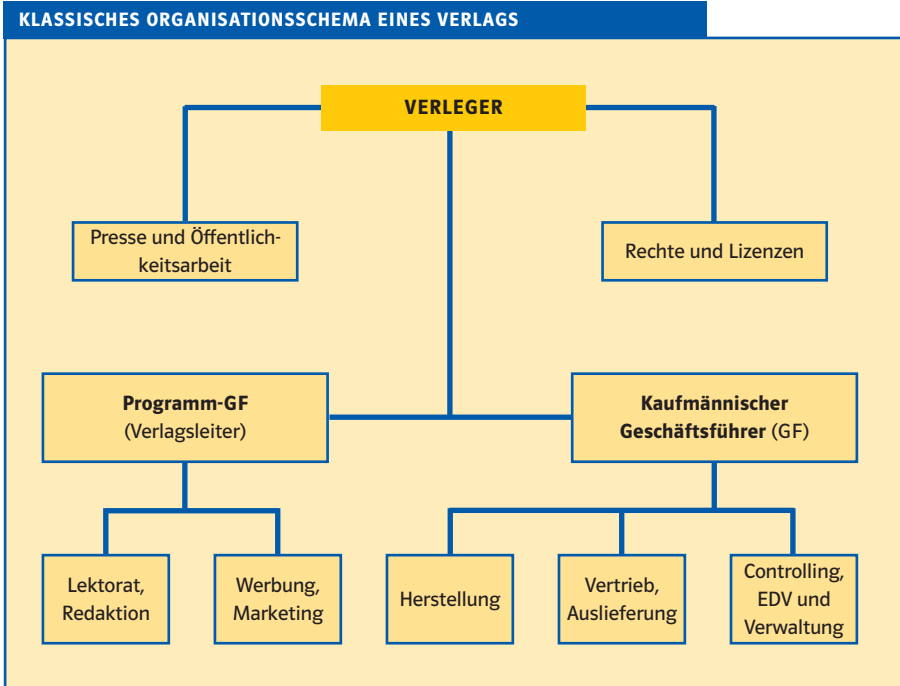 KLASSISCHES ORGANISATIONSSCHEMA EINES VERLAGS
VERLEGER
Presse und Öffentlich-
keitsarbeit
Rechte und Lizenzen
Programm-GF
(Verlagsleiter)
Kaufmännischer
Geschäftsführer (GF)
Lektorat,
Redaktion
Werbung,
Marketing
Herstellung
Vertrieb,
Auslieferung
Controlling,
EDV und
Verwaltung